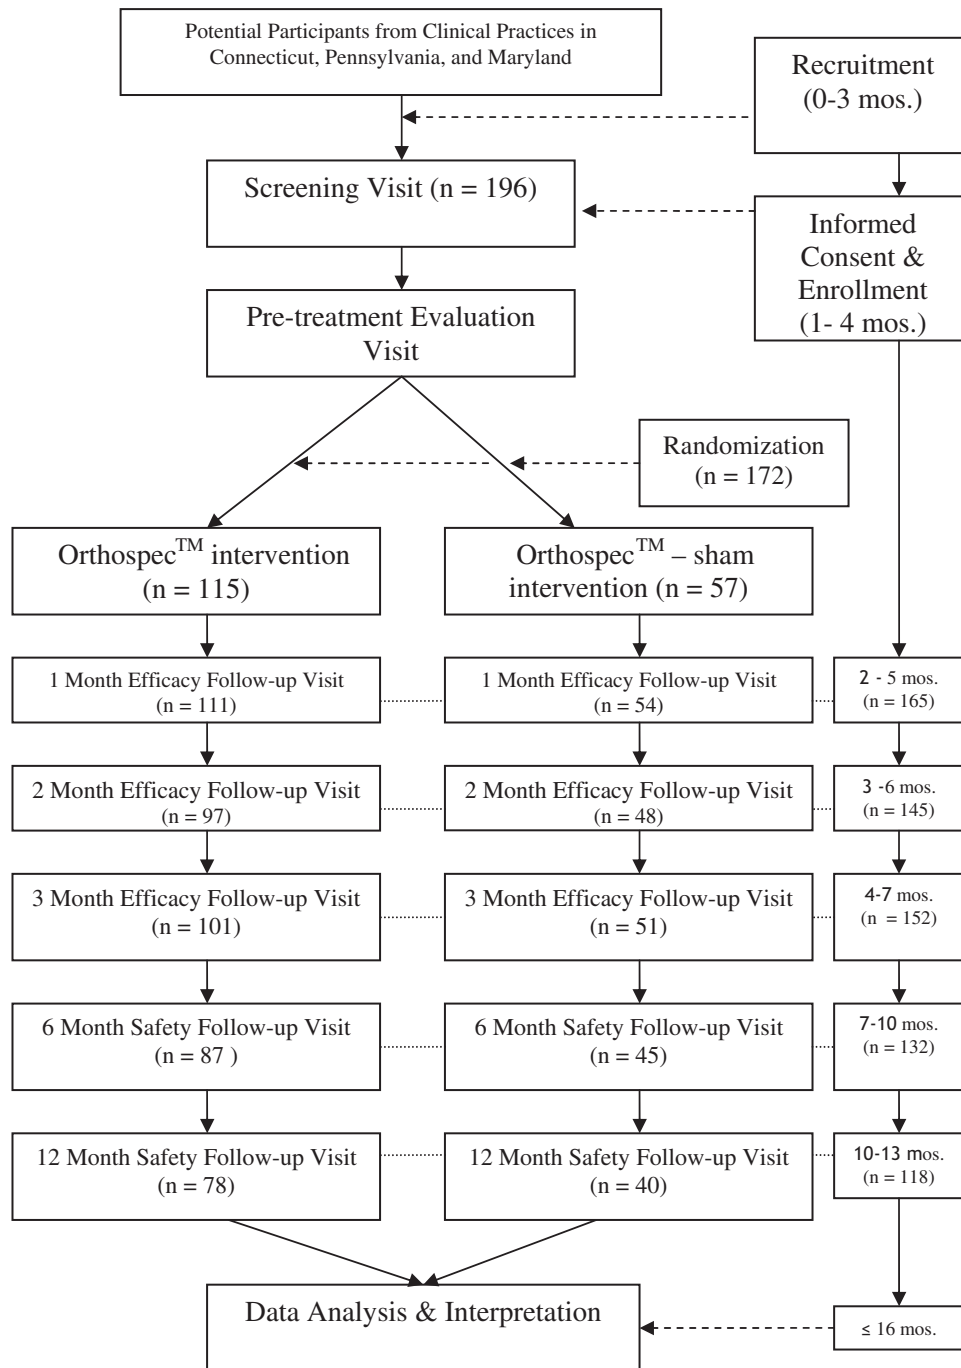 Potential Participants from Clinical Practices in
Connecticut, Pennsylvania, and Maryland
Recruitment
(0-3 mos.)
Screening Visit (n = 196)
Informed
Consent &
Enrollment
(1- 4 mos.)
Pre-treatment Evaluation
Visit
Randomization
(n = 172)
Orthospec™ intervention
(n = 115)
Orthospec™ – sham
intervention (n = 57)
1 Month Efficacy Follow-up Visit
(n = 111)
1 Month Efficacy Follow-up Visit
(n = 54)
2 - 5 mos.
(n = 165)
2 Month Efficacy Follow-up Visit
(n = 97)
2 Month Efficacy Follow-up Visit
(n = 48)
3 -6 mos.
(n = 145)
3 Month Efficacy Follow-up Visit
(n = 101)
3 Month Efficacy Follow-up Visit
(n = 51)
4-7 mos.
(n = 152)
6 Month Safety Follow-up Visit
(n = 87 )
6 Month Safety Follow-up Visit
(n = 45)
7-10 mos.
(n = 132)
12 Month Safety Follow-up Visit
(n = 78)
12 Month Safety Follow-up Visit
(n = 40)
10-13 mos.
(n = 118)
Data Analysis & Interpretation
≤ 16 mos.